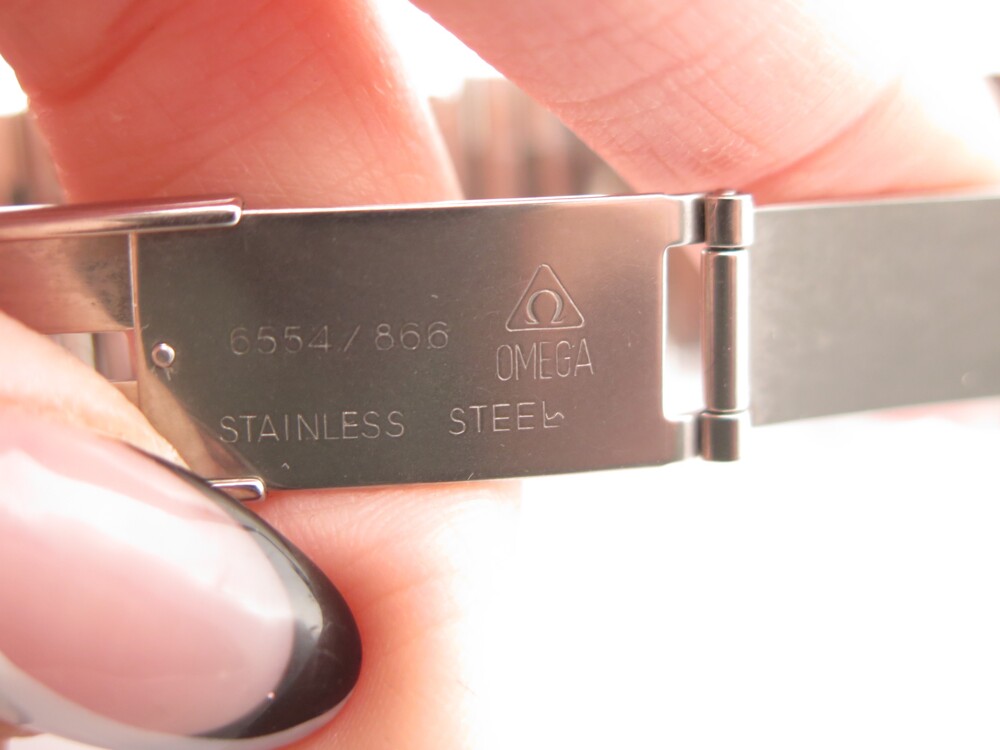 Ω
6554/866
OMEGA
STAINLESS STEEL